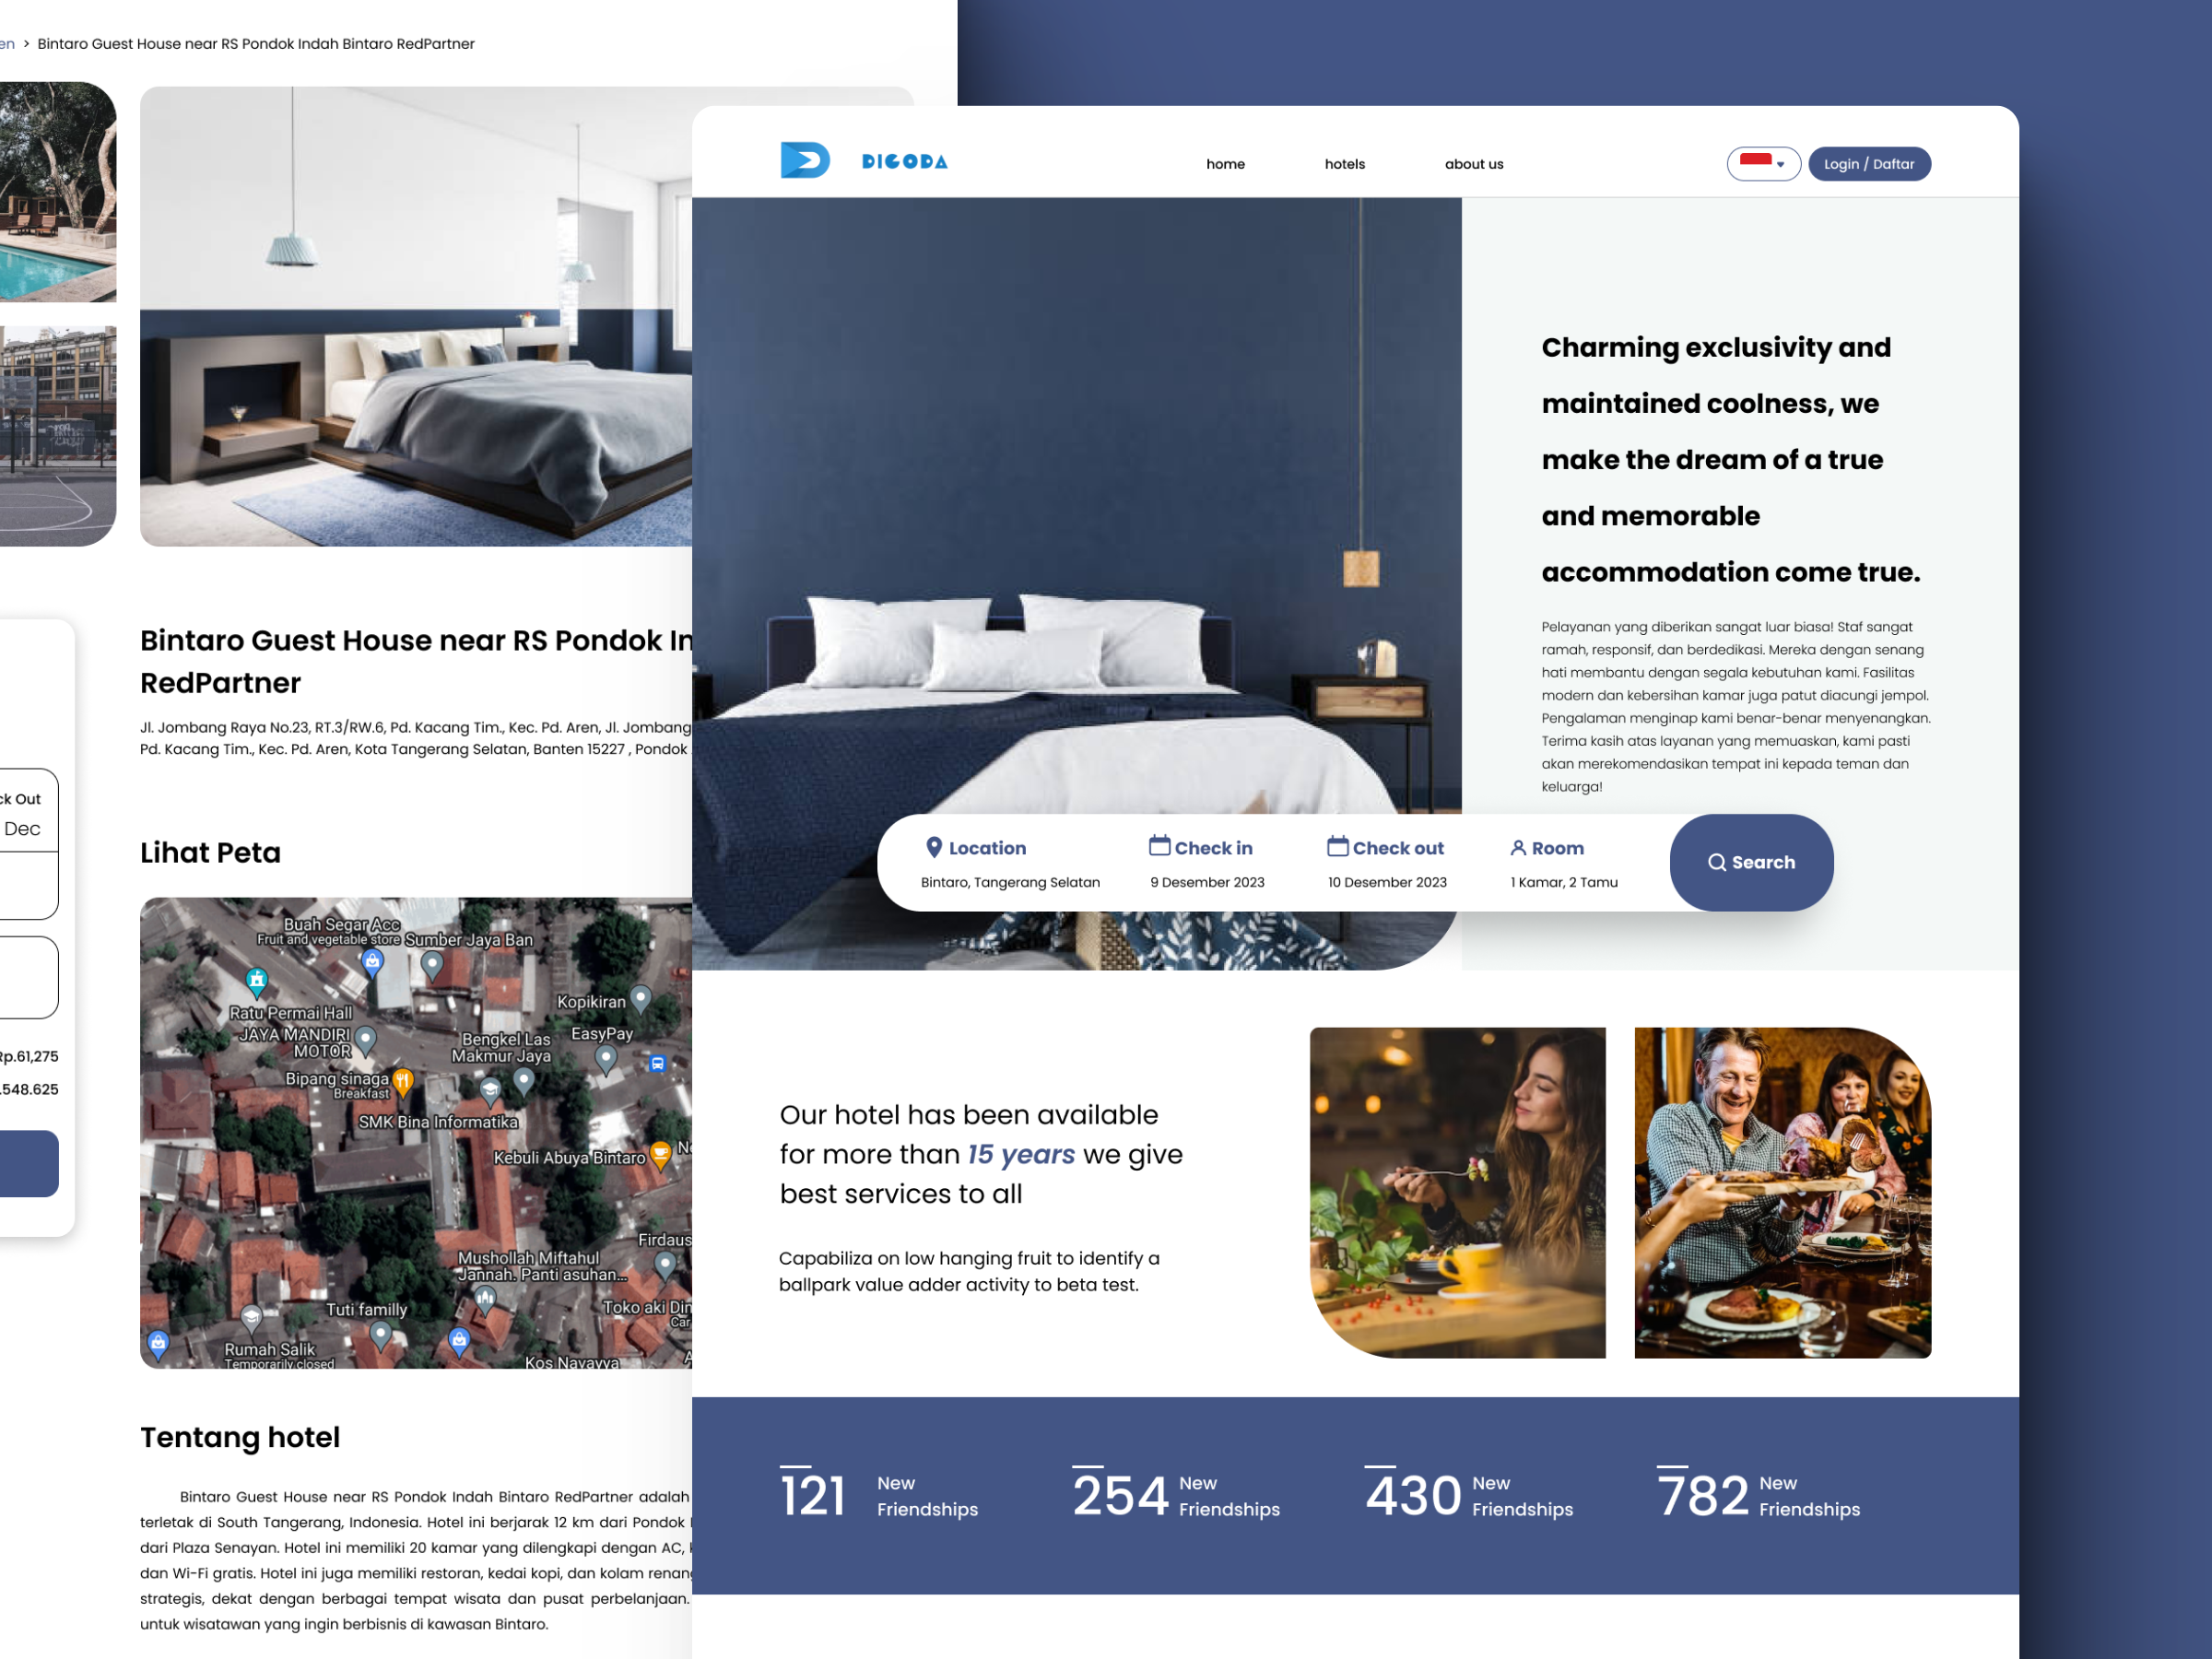 > Bintaro Guest House near RS Pondok Indah Bintaro RedPartner
Bintaro Guest House near RS Pondok
RedPartner
Jl. Jombang Raya No.23, RT.3/RW.6, Pd. Kacang Tim., Kec. Pd. Aren, Jl. Jombang
Pd. Kacang Tim., Kec. Pd. Aren, Kota Tangerang Selatan, Banten 15227 , Pondok
Out
Dec
Rp.61,275
.548.625
Lihat Peta
Buah Segar Acc
Fruit and vegetable store
Sumber Jaya Ban
Kopikiran
Ratu Permai Hall
JAYA MANDIRI
MOTOR
Bengkel Las
Makmur Jaya
EasyPay
Bipang sinaga
Breakfast
SMK Bina Informatika
Kebuli Abuya Bintaro
Firdaus
Mushollah Miftahul
Jannah. Panti asuhan...
Tuti familly
Toko aki
Rumah Salik
Temporarily closed
Kos Nayavva
Tentang hotel
Bintaro Guest House near RS Pondok Indah Bintaro RedPartner adalah
terletak di South Tangerang, Indonesia. Hotel ini berjarak 12 km dari Pondok
dari Plaza Senayan. Hotel ini memiliki 20 kamar yang dilengkapi dengan AC,
dan Wi-Fi gratis. Hotel ini juga memiliki restoran, kedai kopi, dan kolam renang
strategis, dekat dengan berbagai tempat wisata dan pusat perbelanjaan.
untuk wisatawan yang ingin berbisnis di kawasan Bintaro.
DIGODA
home hotels about us
Login / Daftar
Charming exclusivity and
maintained coolness, we
make the dream of a true
and memorable
accommodation come true.
Pelayanan yang diberikan sangat luar biasa! Staf sangat
ramah, responsif, dan berdedikasi. Mereka dengan senang
hati membantu dengan segala kebutuhan kami. Fasilitas
modern dan kebersihan kamar juga patut diacungi jempol.
Pengalaman menginap kami benar-benar menyenangkan.
Terima kasih atas layanan yang memuaskan, kami pasti
akan merekomendasikan tempat ini kepada teman dan
keluarga!
Location Check in Check out Room
Bintaro, Tangerang Selatan 9 Desember 2023 10 Desember 2023 1 Kamar, 2 Tamu
Search
Our hotel has been available
for more than 15 years we give
best services to all
Capabiliza on low hanging fruit to identify a
ballpark value adder activity to beta test.
121 New
Friendships
254 New
Friendships
430 New
Friendships
782 New
Friendships